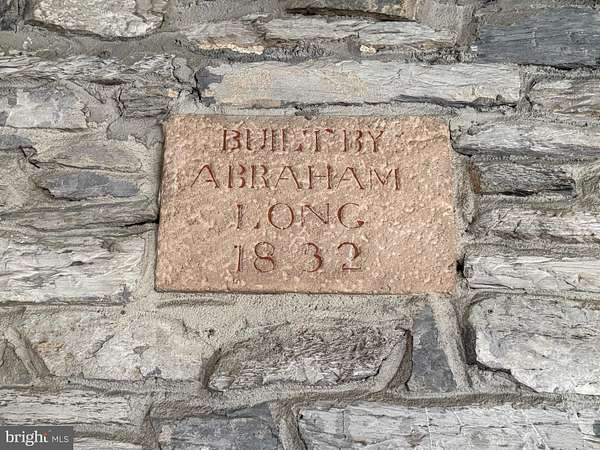 BUILT BY
ABRAHAM
LONG
1832
bright MLS